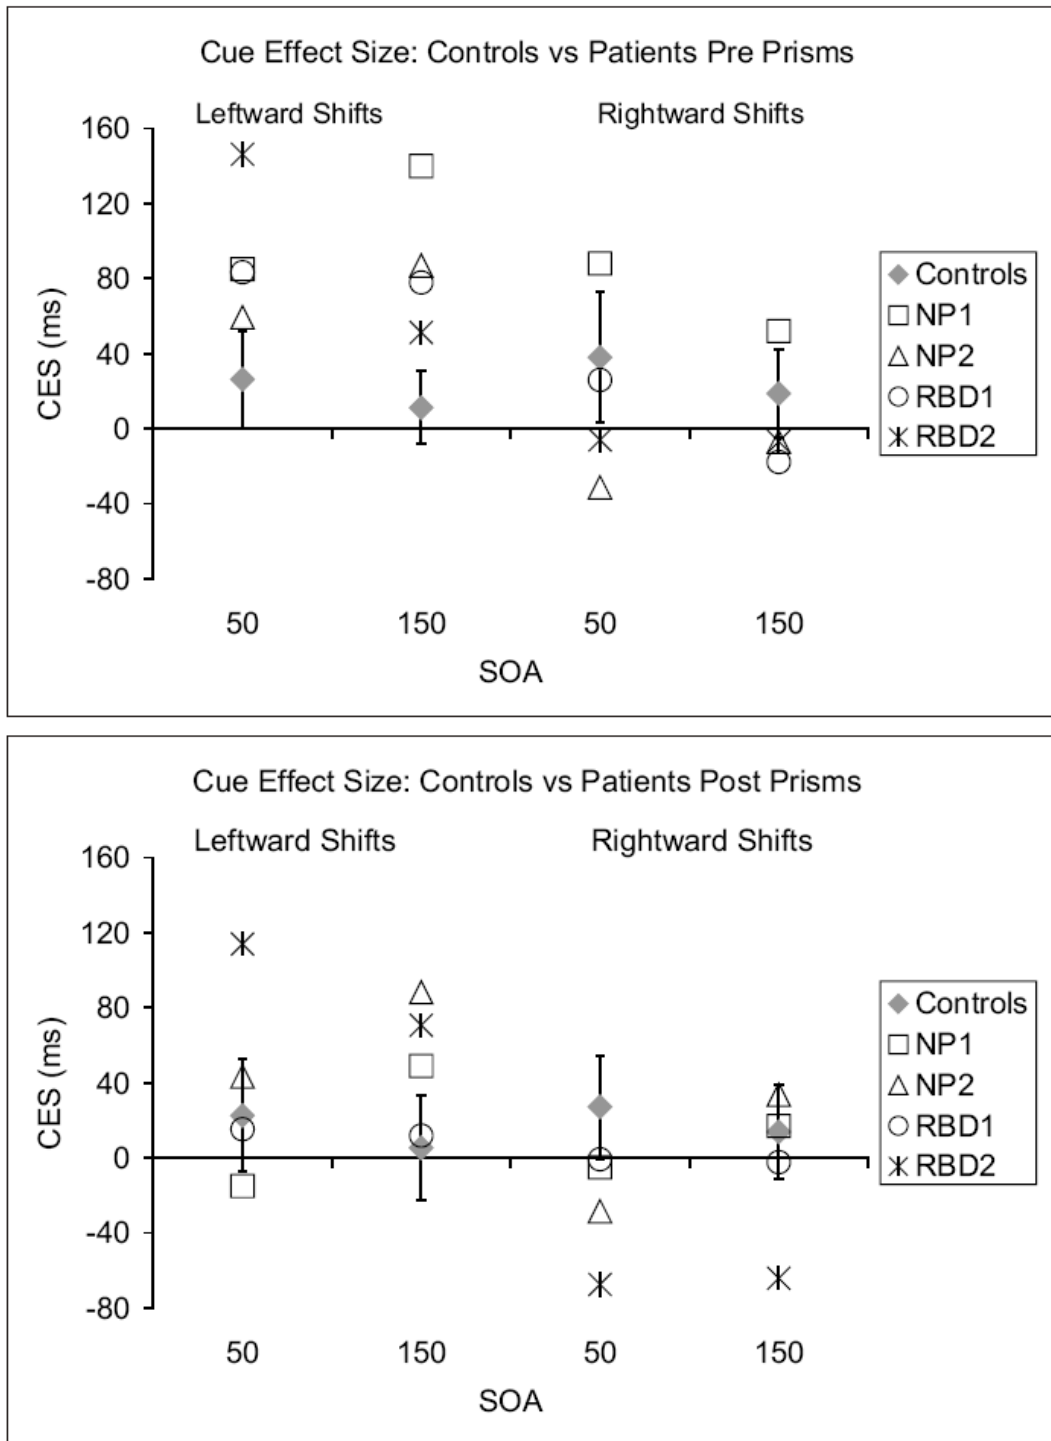 Cue Effect Size: Controls vs Patients Pre Prisms
Leftward Shifts Rightward Shifts
160
120
80
40
0
-40
-80
CES (ms)
50 150 50 150
SOA
Controls
NP1
NP2
RBD1
RBD2
Cue Effect Size: Controls vs Patients Post Prisms
Leftward Shifts Rightward Shifts
160
120
80
40
0
-40
-80
CES (ms)
50 150 50 150
SOA
Controls
NP1
NP2
RBD1
RBD2